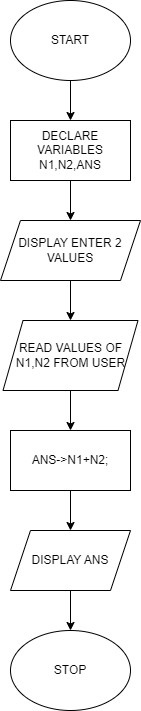 START
DECLARE
VARIABLES
N1,N2,ANS
DISPLAY ENTER 2
VALUES
READ VALUES OF
N1,N2 FROM USER
ANS->N1+N2;
DISPLAY ANS
STOP